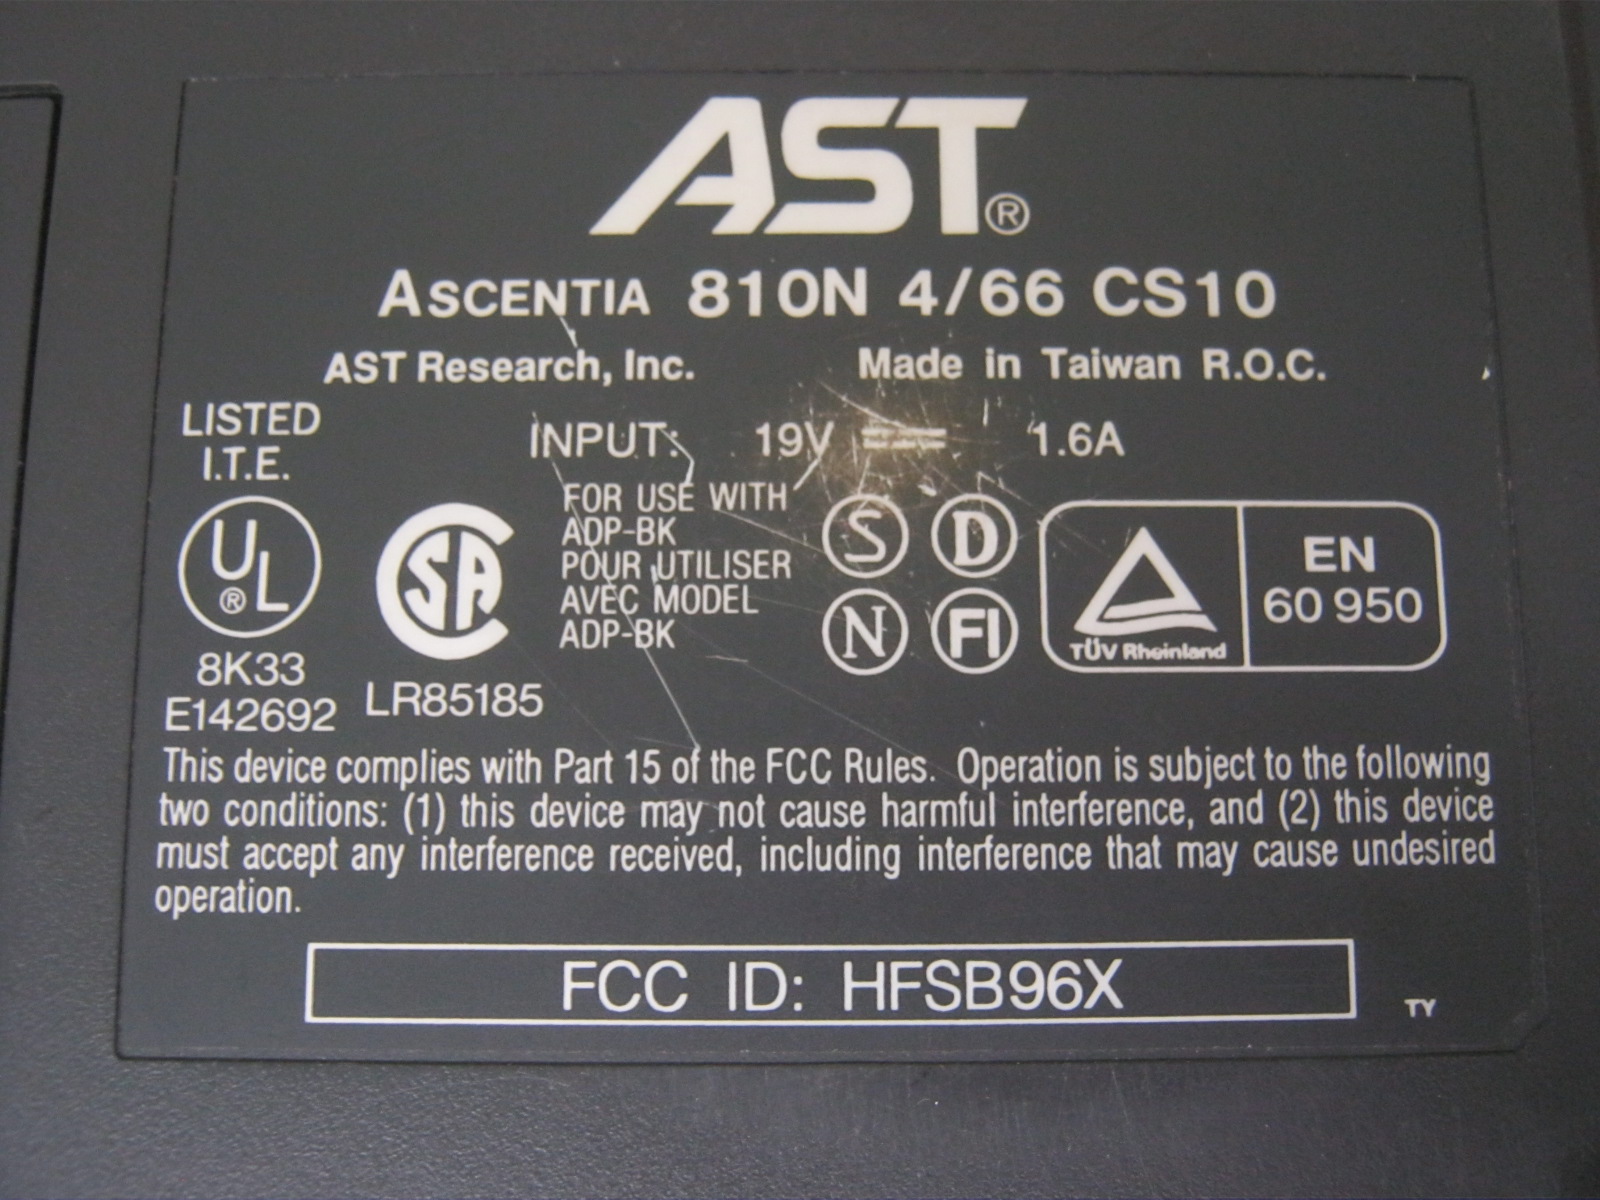 AST®
ASCENTIA 810N 4/66 CS10
AST Research, Inc. Made in Taiwan R.O.C.
LISTED
I.T.E.
UL®
8K33
E142692
SA
LR85185
INPUT: 19V 1.6A
FOR USE WITH
ADP-BK
POUR UTILISER
AVEC MODEL
ADP-BK
S D
N FI
TÜV Rheinland
EN
60 950
This device complies with Part 15 of the FCC Rules. Operation is subject to the following
two conditions: (1) this device may not cause harmful interference, and (2) this device
must accept any interference received, including interference that may cause undesired
operation.
FCC ID: HFSB96X
TY